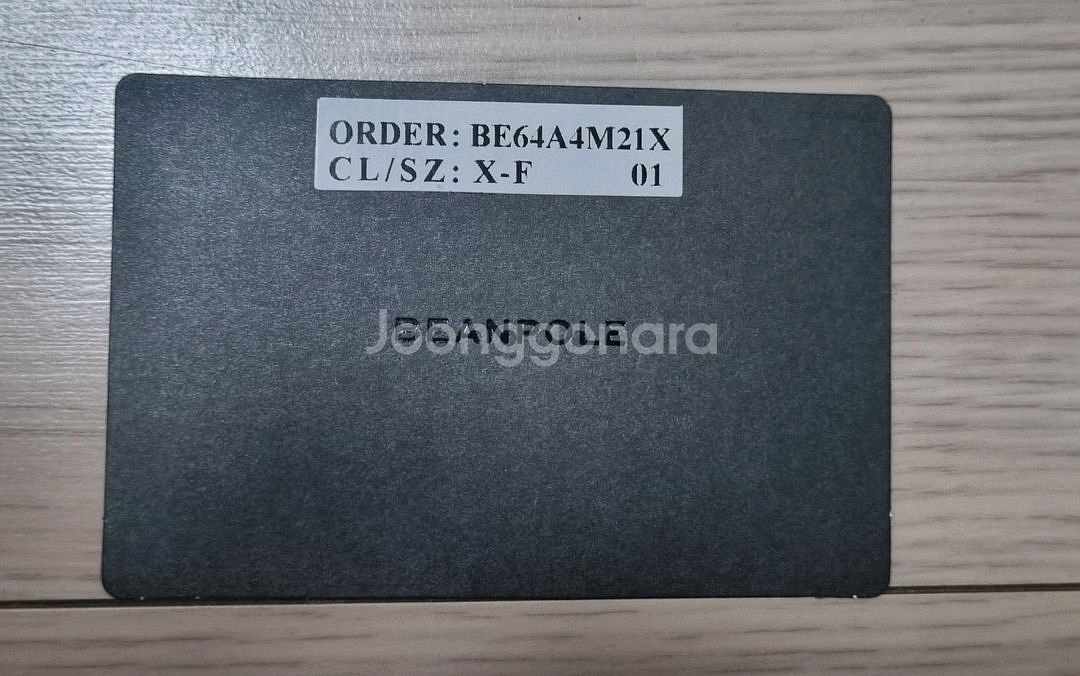 ORDER: BE64A4M21X
CL/SZ: X-F 01
BEANPOLE
Joonggonara